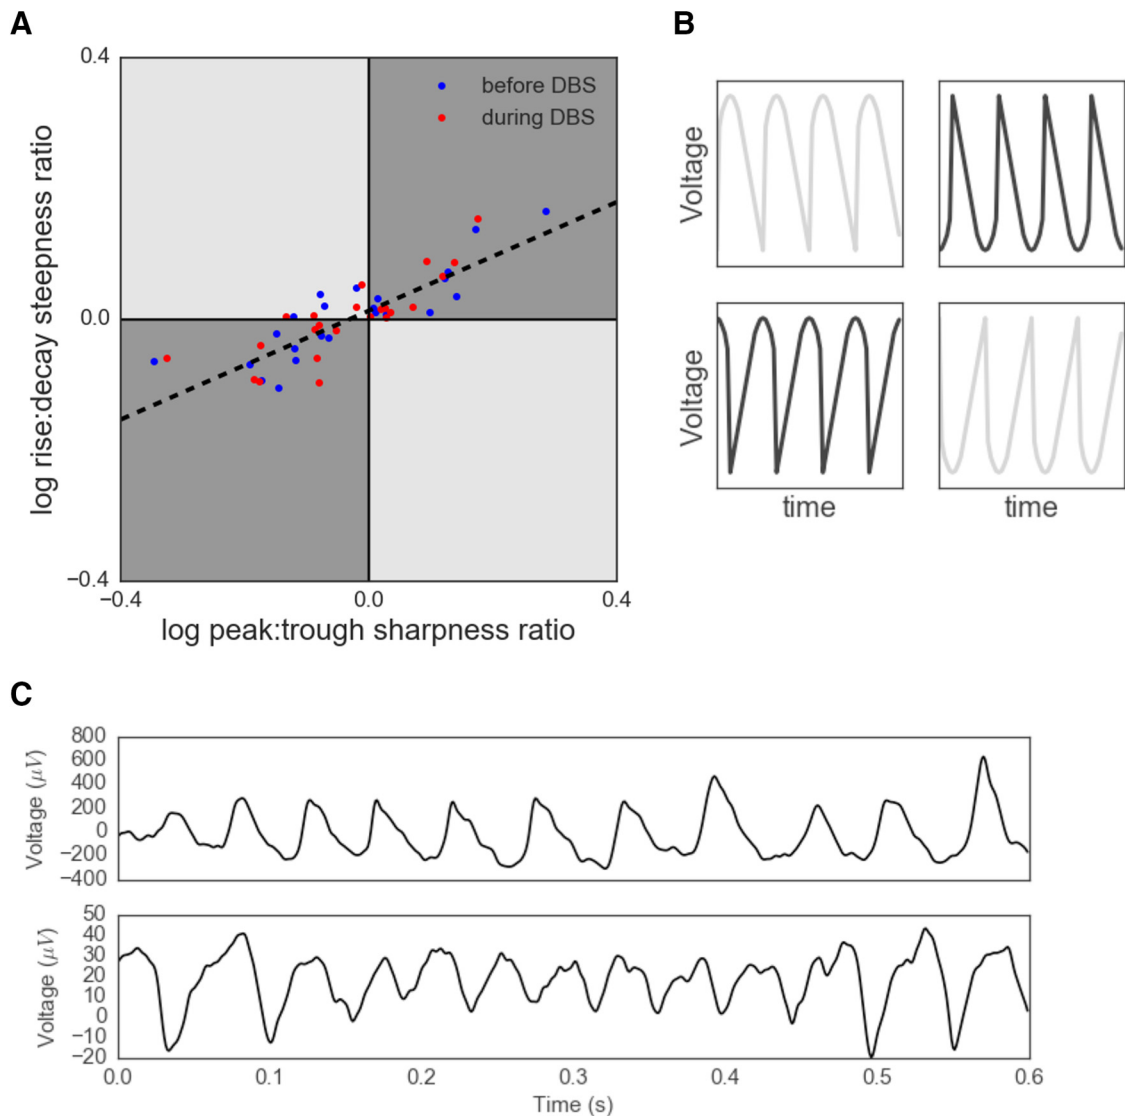 A
B
0.4
before DBS
during DBS
log rise:decay steepness ratio
0.0
−0.4
−0.4
0.0
0.4
log peak:trough sharpness ratio
Voltage
Voltage
time
time
C
800
600
400
200
0
−200
−400
Voltage (μV)
50
40
30
20
10
0
−10
−20
Voltage (μV)
0.0
0.1
0.2
0.3
0.4
0.5
0.6
Time (s)